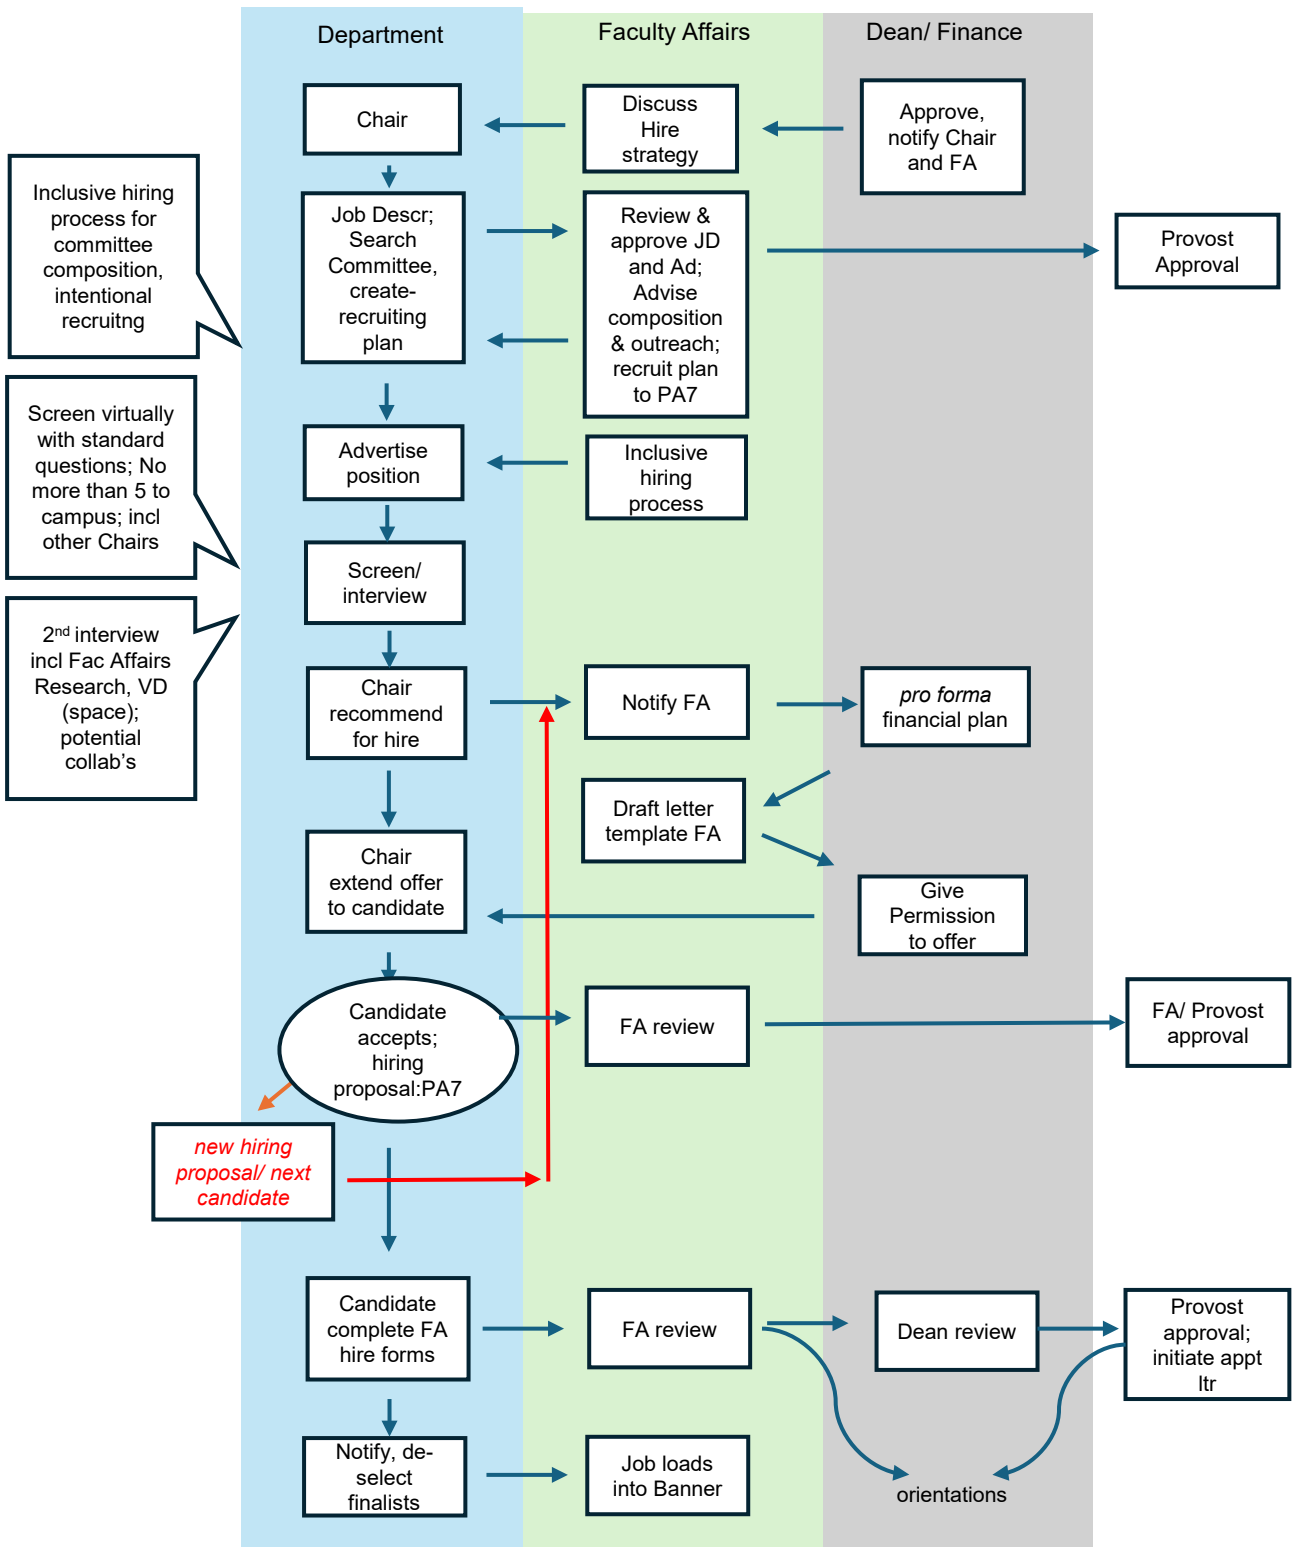 Department
Faculty Affairs
Dean/ Finance
Chair
Discuss
Hire
strategy
Approve,
notify Chair
and FA
Inclusive hiring
process for
committee
composition,
intentional
recruitng
Job Descr;
Search
Committee,
create-
recruiting
plan
Review &
approve JD
and Ad;
Advise
composition
& outreach;
recruit plan
to PA7
Provost
Approval
Screen virtually
with standard
questions; No
more than 5 to
campus; incl
other Chairs
Advertise
position
Inclusive
hiring
process
Screen/
interview
2nd interview
incl Fac Affairs
Research, VD
(space);
potential
collab's
Chair
recommend
for hire
Notify FA
pro forma
financial plan
Draft letter
template FA
Chair
extend offer
to candidate
Give
Permission
to offer
Candidate
accepts;
hiring
proposal:PA7
FA review
FA/ Provost
approval
new hiring
proposal/ next
candidate
Candidate
complete FA
hire forms
FA review
Dean review
Provost
approval;
initiate appt
ltr
Notify, de-
select
finalists
Job loads
into Banner
orientations